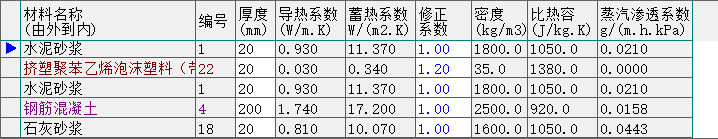 材料名称 编号 厚度 导热系数 蓄热系数 修正 密度 比热容 蒸汽渗透系数
(由外到内) (mm) (W/m.K) W/(m2.K) 系数 (kg/m3) (J/kg.K) g/(m.h.kPa)
水泥砂浆 1 20 0.930 11.370 1.00 1800.0 1050.0 0.0210
挤塑聚苯乙烯泡沫塑料 22 20 0.030 0.340 1.20 35.0 1380.0 0.0000
水泥砂浆 1 20 0.930 11.370 1.00 1800.0 1050.0 0.0210
钢筋混凝土 4 200 1.740 17.200 1.00 2500.0 920.0 0.0158
石灰砂浆 18 20 0.810 10.070 1.00 1600.0 1050.0 0.0443